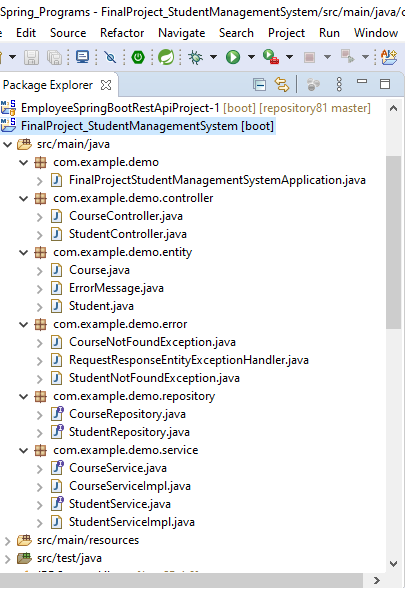 Spring_Programs - FinalProject_StudentManagementSystem/src/main/java/c
e Edit Source Refactor Navigate Search Project Run Window
Package Explorer
EmployeeSpringBootRestApiProject-1 [boot] [repository81 master]
FinalProject_StudentManagementSystem [boot]
src/main/java
com.example.demo
FinalProjectStudentManagementSystemApplication.java
com.example.demo.controller
CourseController.java
StudentController.java
com.example.demo.entity
Course.java
ErrorMessage.java
Student.java
com.example.demo.error
CourseNotFoundException.java
RequestResponseEntityExceptionHandler.java
StudentNotFoundException.java
com.example.demo.repository
CourseRepository.java
StudentRepository.java
com.example.demo.service
CourseService.java
CourseServiceImpl.java
StudentService.java
StudentServiceImpl.java
src/main/resources
src/test/java